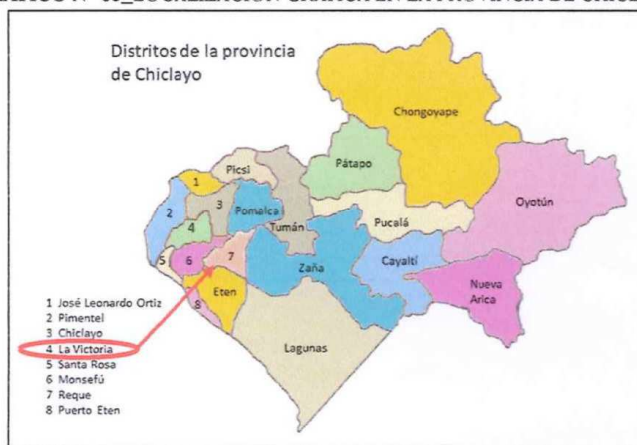 Distritos de la provincia
de Chiclayo
Chongoyape
Picsi
Pátapo
1
Oyotún
2
3
Pomalca
Pucalá
4
Tumán
5
6
7
Zaña
Cayaltí
Eten
Nueva
Arica
8
Lagunas
1 José Leonardo Ortiz
2 Pimentel
3 Chiclayo
4 La Victoria
5 Santa Rosa
6 Monsefú
7 Reque
8 Puerto Eten